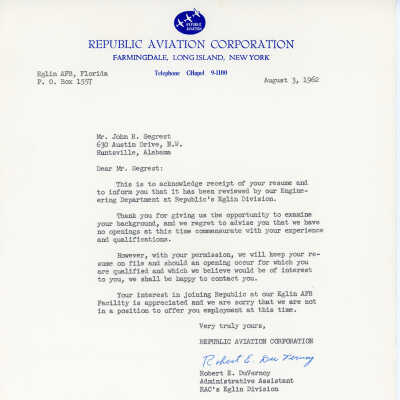 REPUBLIC AVIATION
REPUBLIC AVIATION CORPORATION
FARMINGDALE, LONG ISLAND, NEW YORK
Eglin AFB, Florida
P. O. Box 1557
Telephone CHapel 9-1100
August 3, 1962
Mr. John H. Segrest
630 Austin Drive, N.W.
Huntsville, Alabama
Dear Mr. Segrest:
This is to acknowledge receipt of your resume and
to inform you that it has been reviewed by our Engine-
ering Department at Republic's Eglin Division.
Thank you for giving us the opportunity to examine
your background, and we regret to advise you that we have
no openings at this time commensurate with your experience
and qualifications.
However, with your permission, we will keep your re-
sume on file and should an opening occur for which you
are qualified and which we believe would be of interest
to you, we shall be happy to contact you.
Your interest in joining Republic at our Eglin AFB
Facility is appreciated and we are sorry that we are not
in a position to offer you employment at this time.
Very truly yours,
REPUBLIC AVIATION CORPORATION
Robert E. DuVernoy
Robert E. DuVernoy
Administrative Assistant
RAC's Eglin Division